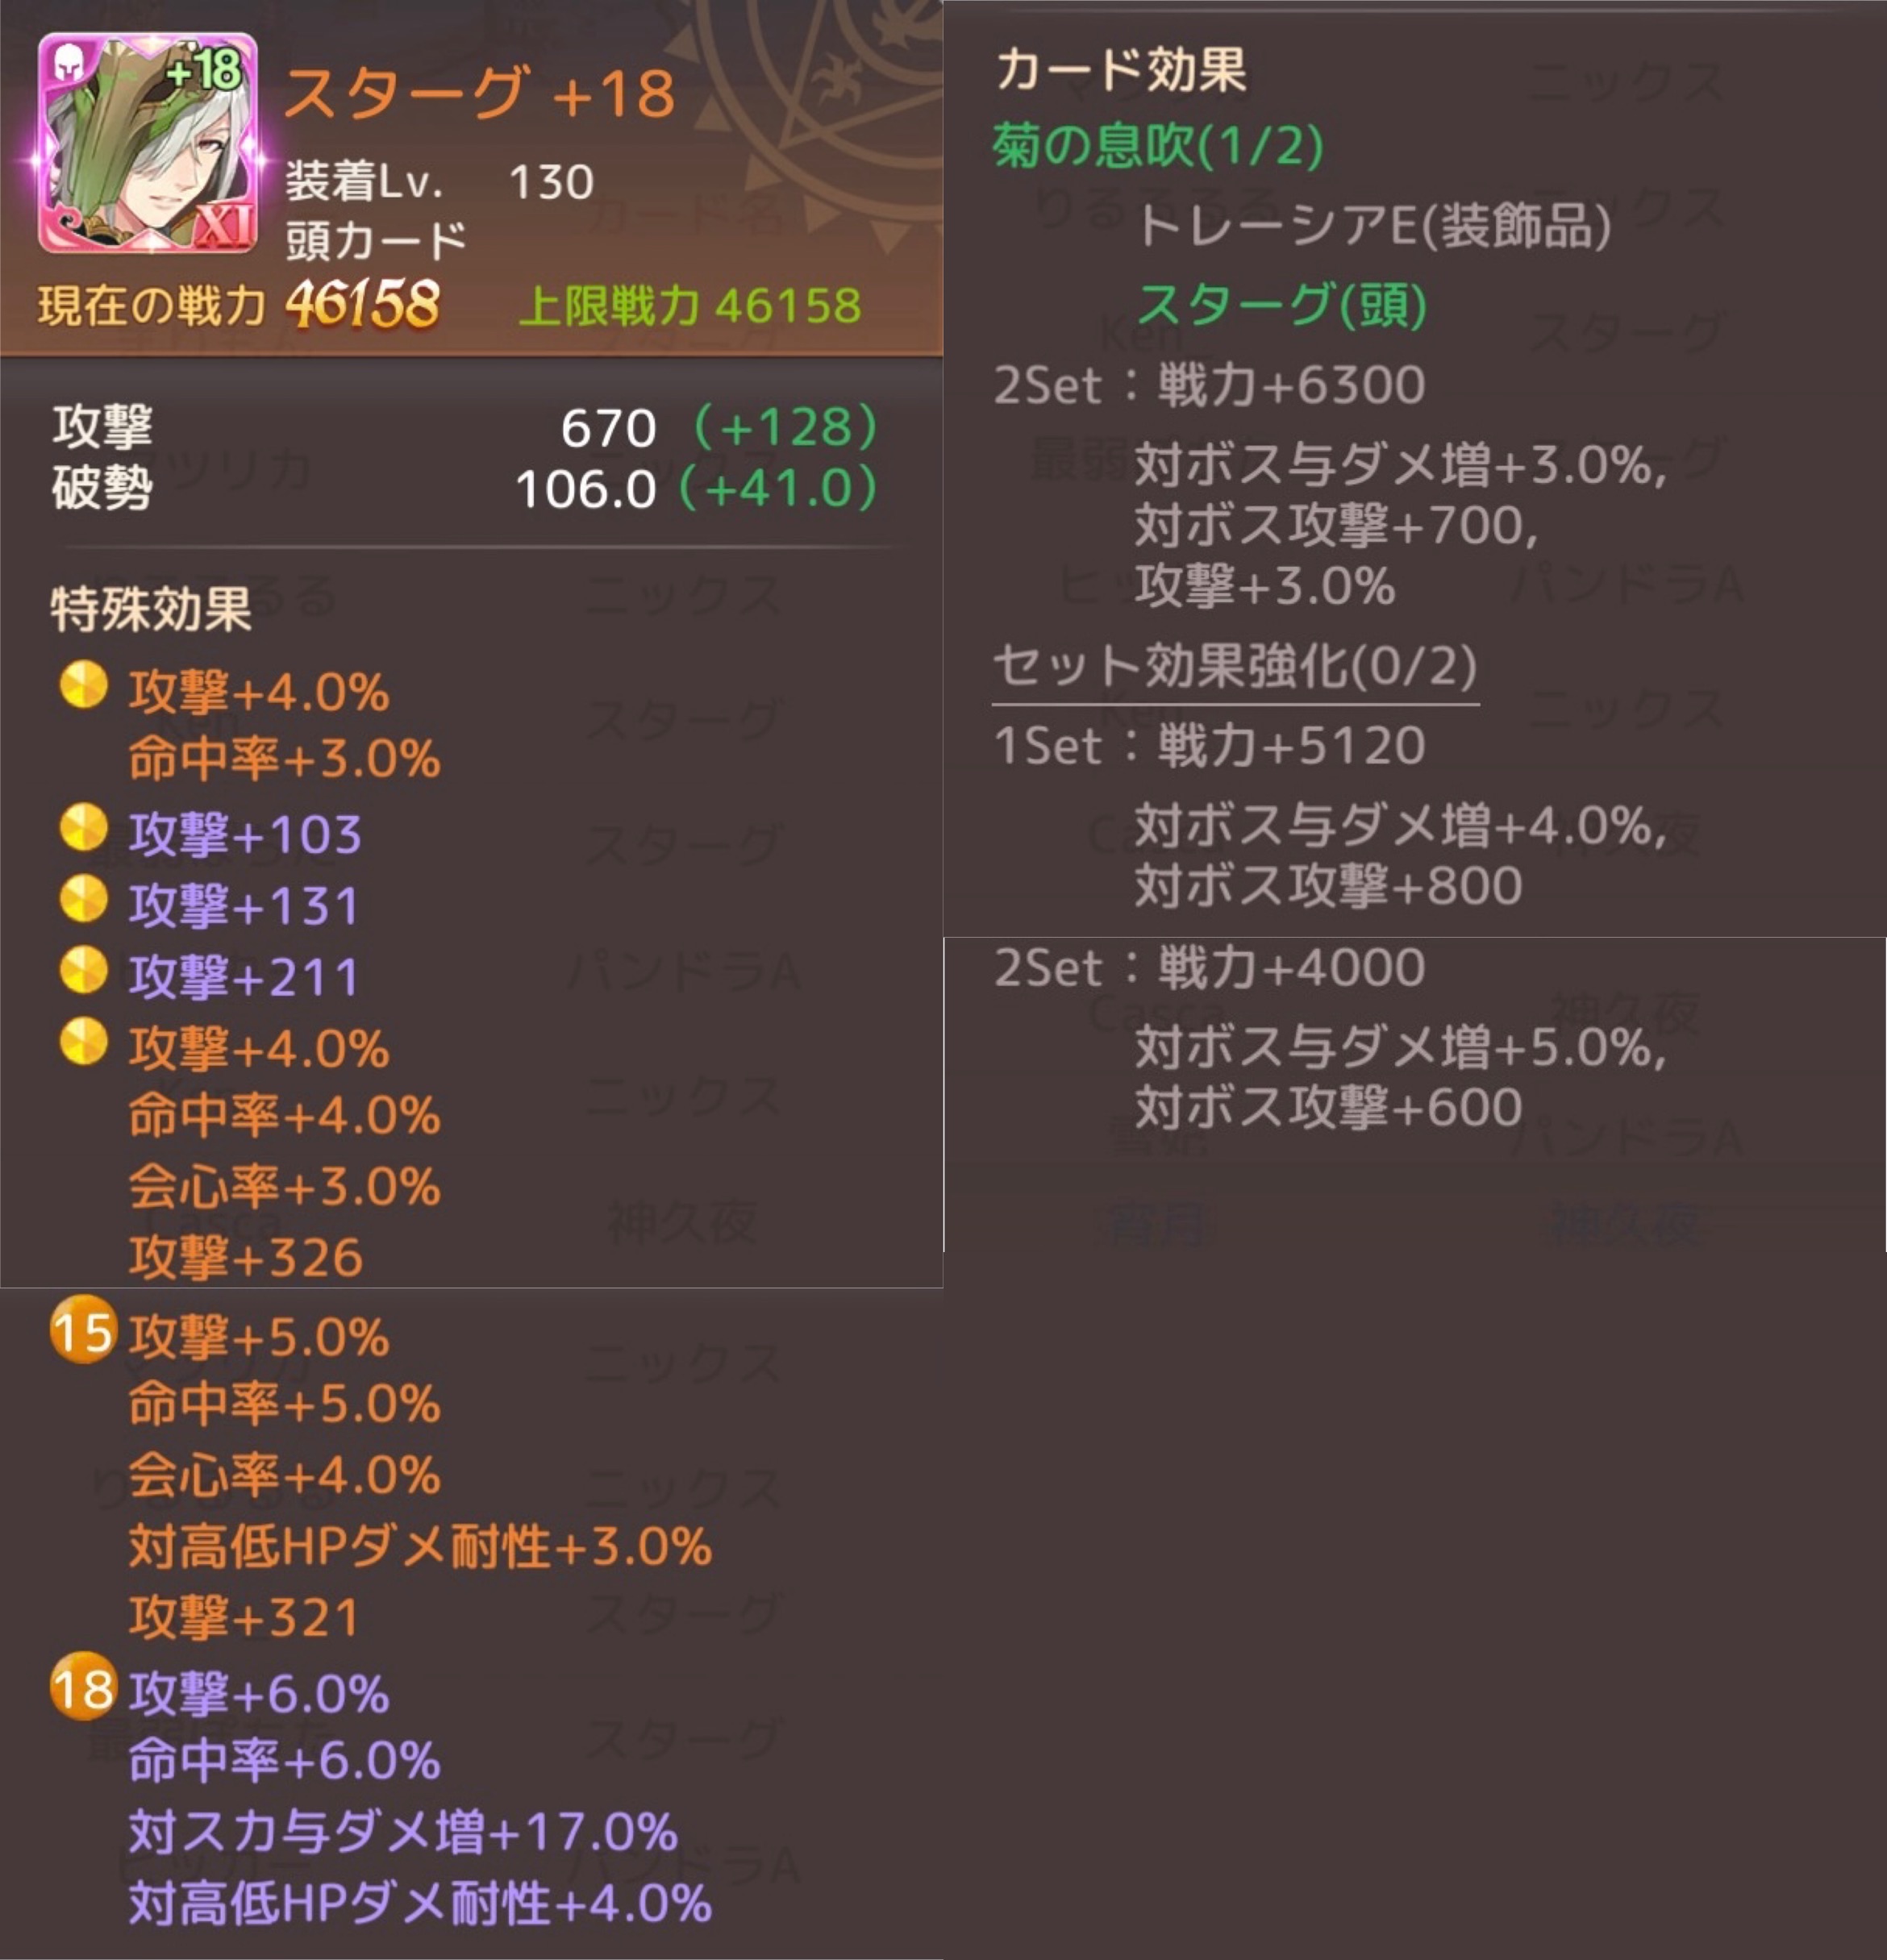 +18
XI
スターグ +18
装着Lv. 130
頭カード
現在の戦力 46158 上限戦力 46158
攻撃 670 (+128)
破勢 106.0 (+41.0)
特殊効果
攻撃+4.0%
命中率+3.0%
攻撃+103
攻撃+131
攻撃+211
攻撃+4.0%
命中率+4.0%
会心率+3.0%
攻撃+326
15 攻撃+5.0%
命中率+5.0%
会心率+4.0%
対高低HPダメ耐性+3.0%
攻撃+321
18 攻撃+6.0%
命中率+6.0%
対スカ与ダメ増+17.0%
対高低HPダメ耐性+4.0%
カード効果
菊の息吹(1/2)
トレーシアE(装飾品)
スターグ(頭)
2Set：戦力+6300
対ボス与ダメ増+3.0%,
対ボス攻撃+700,
攻撃+3.0%
セット効果強化(0/2)
1Set：戦力+5120
対ボス与ダメ増+4.0%,
対ボス攻撃+800
2Set：戦力+4000
対ボス与ダメ増+5.0%,
対ボス攻撃+600